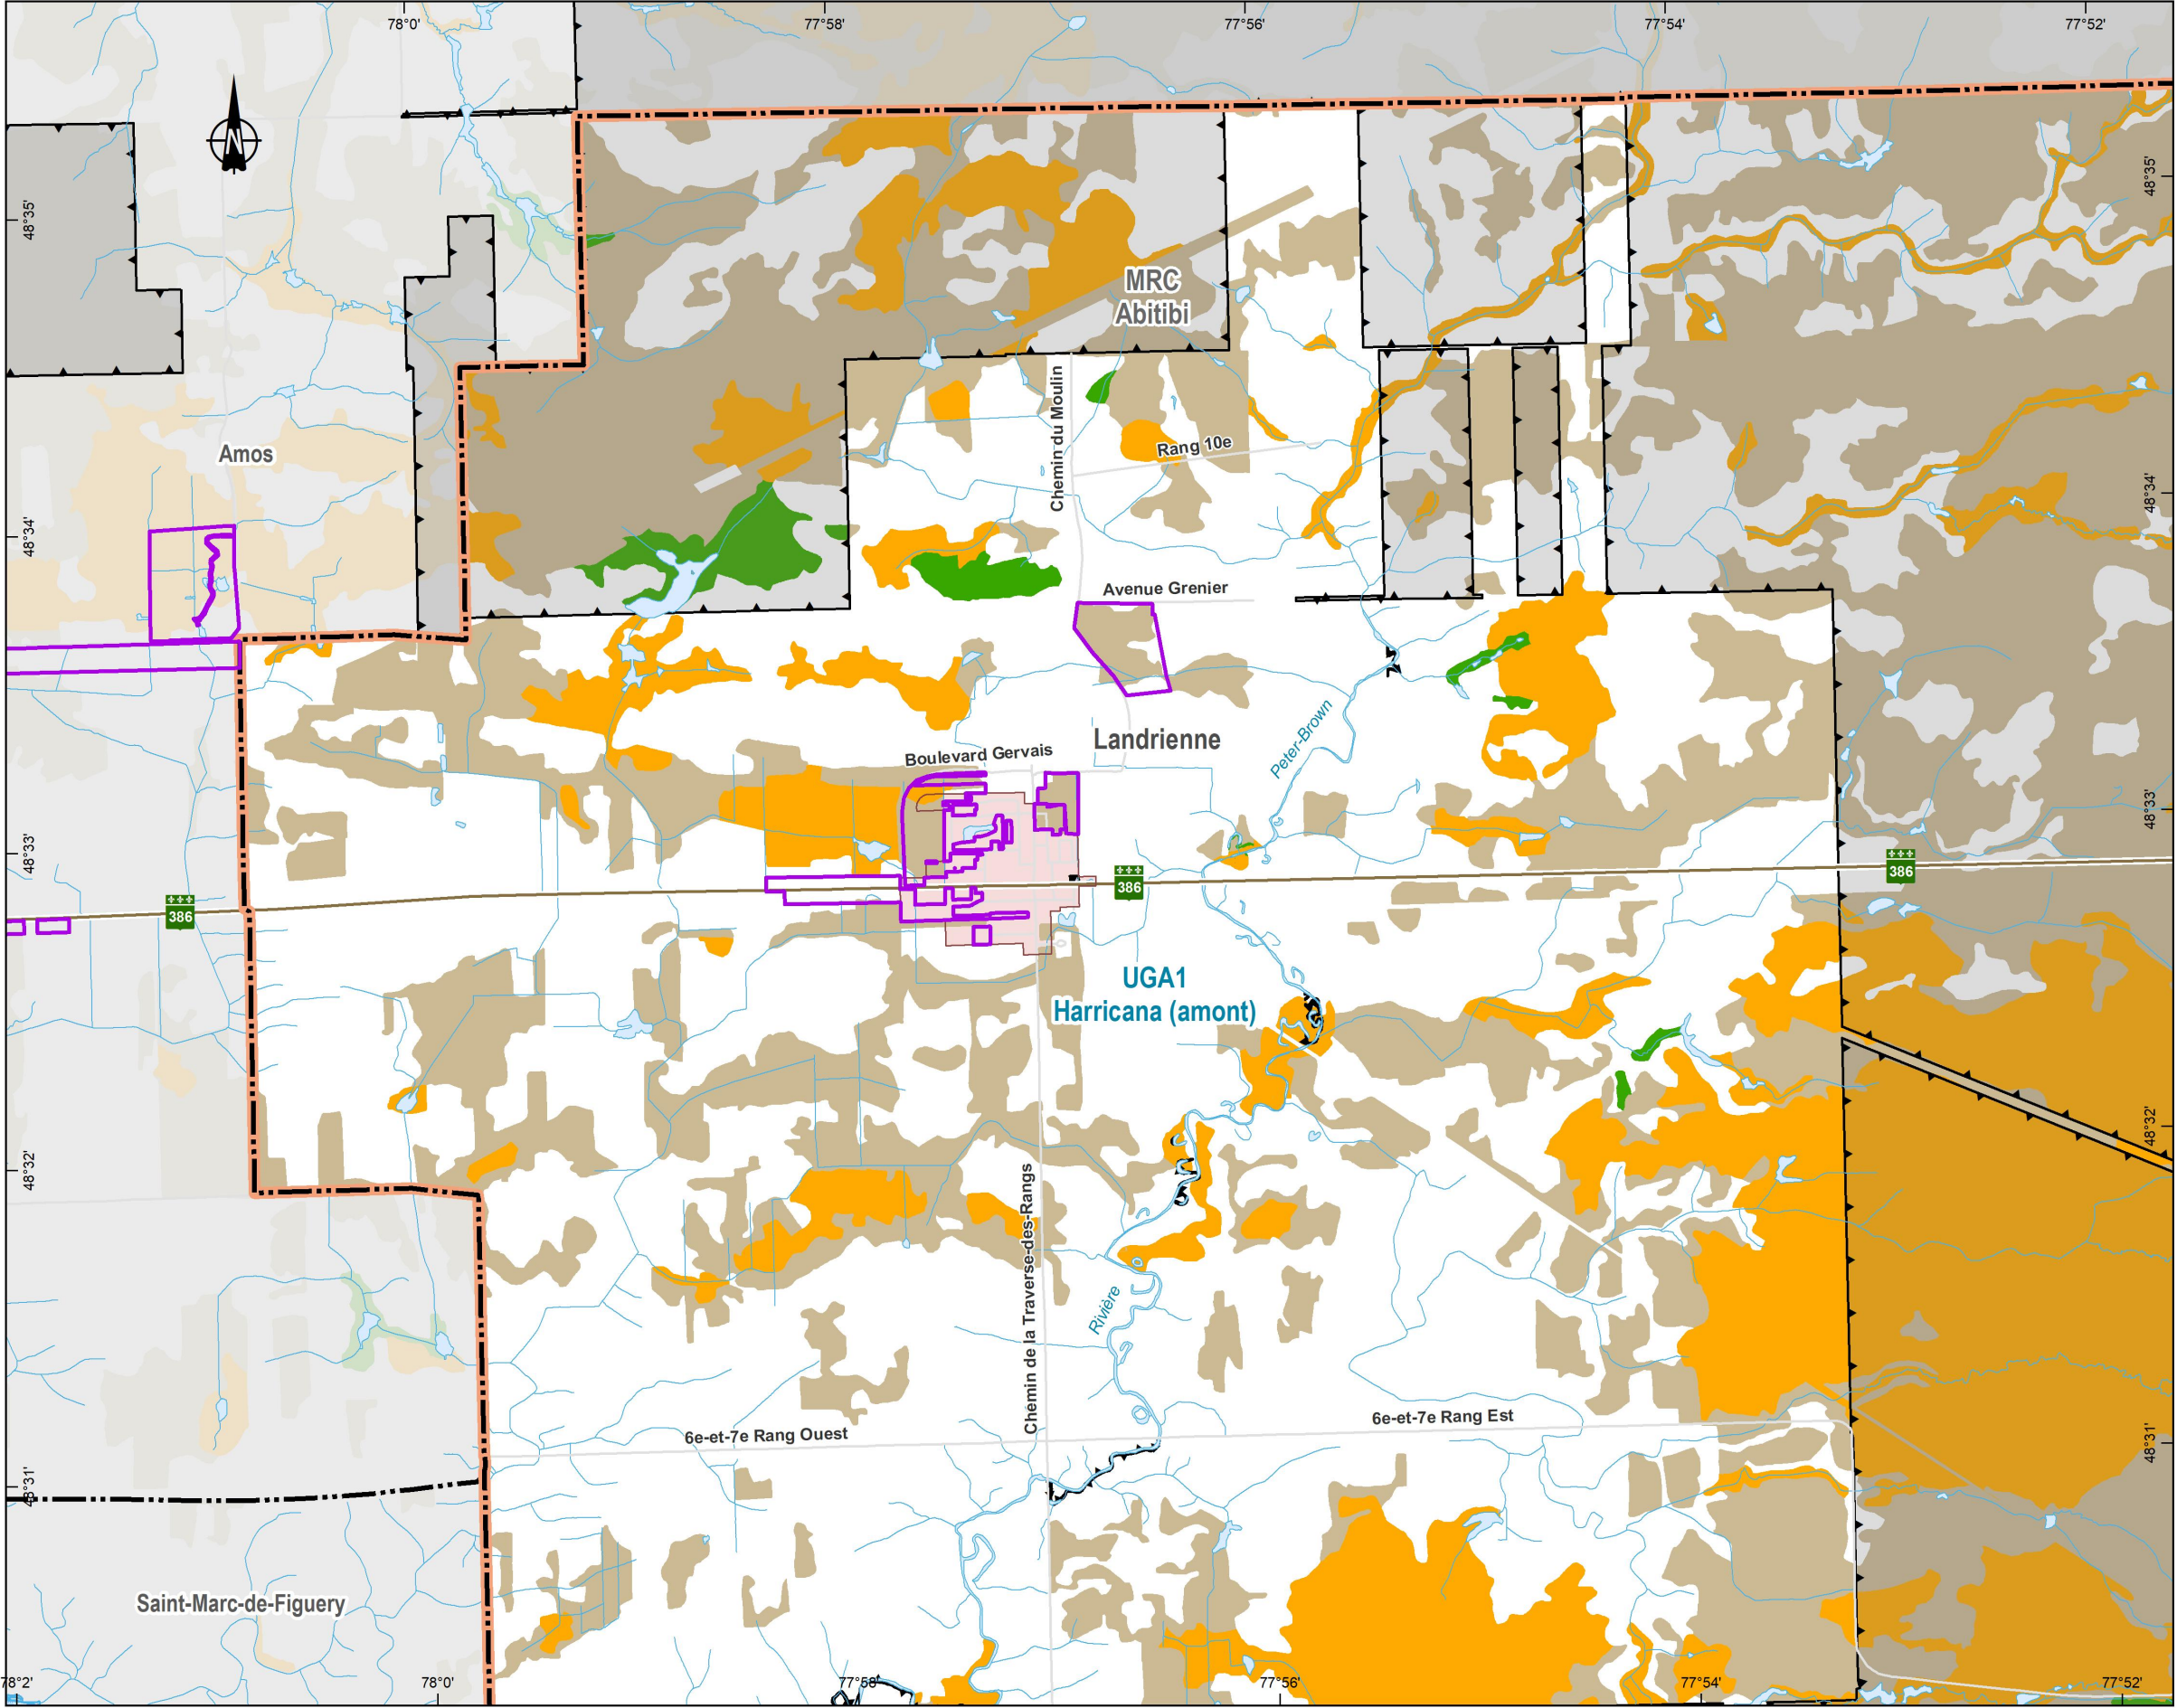 78°0'
77°58'
77°56'
77°54'
77°52'
N
48°35'
48°35'
MRC
Abitibi
Chemin du Moulin
Rang 10e
Amos
48°34'
48°34'
Avenue Grenier
Landrienne
Peter-Brown
Boulevard Gervais
48°33'
48°33'
386
386
386
UGA1
Harricana (amont)
48°32'
48°32'
Chemin de la Traverse-des-Rangs
Rivière
6e-et-7e Rang Ouest
6e-et-7e Rang Est
48°31'
48°31'
Saint-Marc-de-Figuery
78°2'
78°0'
77°58'
77°56'
77°54'
77°52'